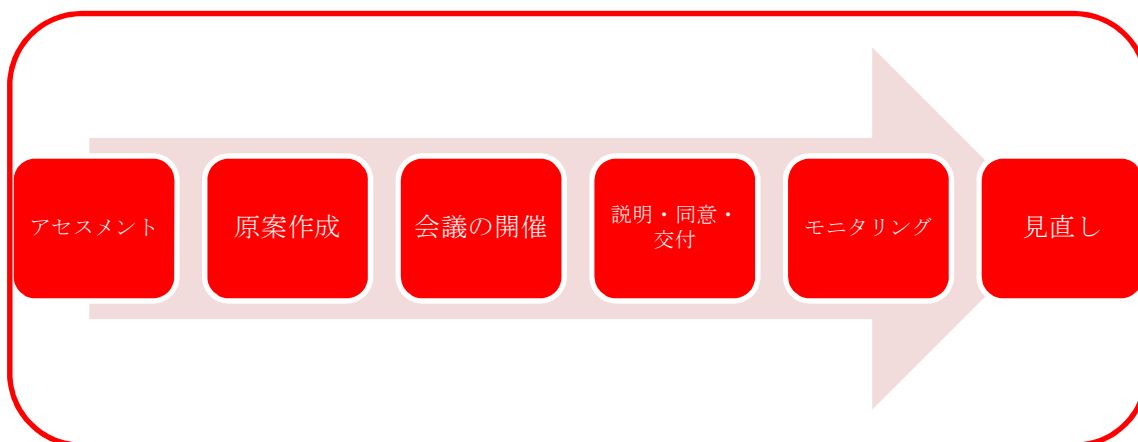 アセスメント
原案作成
会議の開催
説明・同意・
交付
モニタリング
見直し